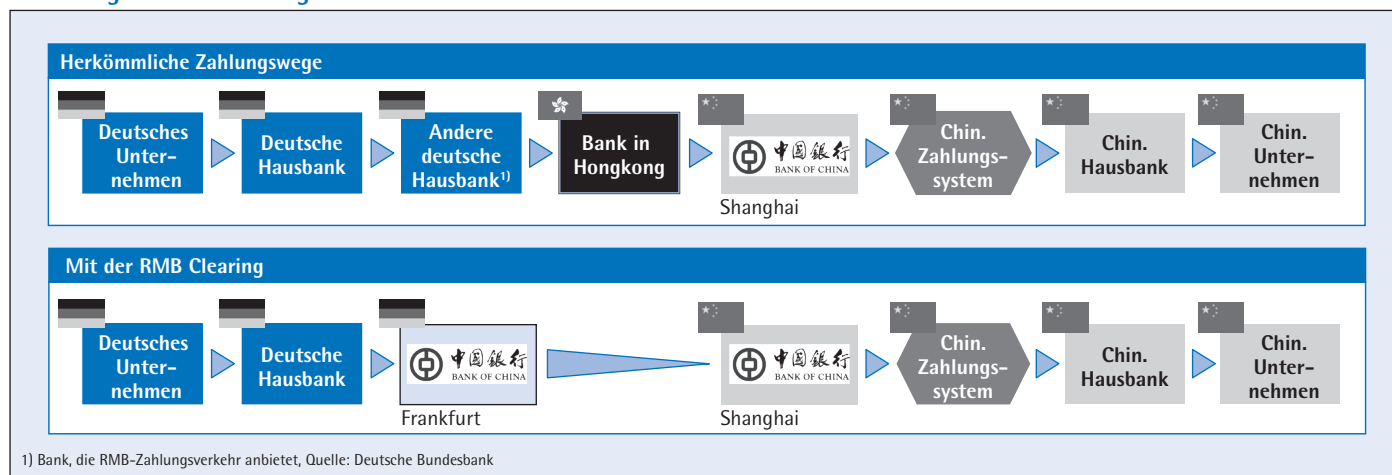 Herkömmliche Zahlungswege
Deutsches
Unter-
nehmen
Deutsche
Hausbank
Andere
deutsche
Hausbank1)
Bank in
Hongkong
中国銀行
BANK OF CHINA
Shanghai
Chin.
Zahlungs-
system
Chin.
Hausbank
Chin.
Unter-
nehmen
Mit der RMB Clearing
Deutsches
Unter-
nehmen
Deutsche
Hausbank
中国銀行
BANK OF CHINA
Frankfurt
中国銀行
BANK OF CHINA
Shanghai
Chin.
Zahlungs-
system
Chin.
Hausbank
Chin.
Unter-
nehmen
1) Bank, die RMB-Zahlungsverkehr anbietet, Quelle: Deutsche Bundesbank